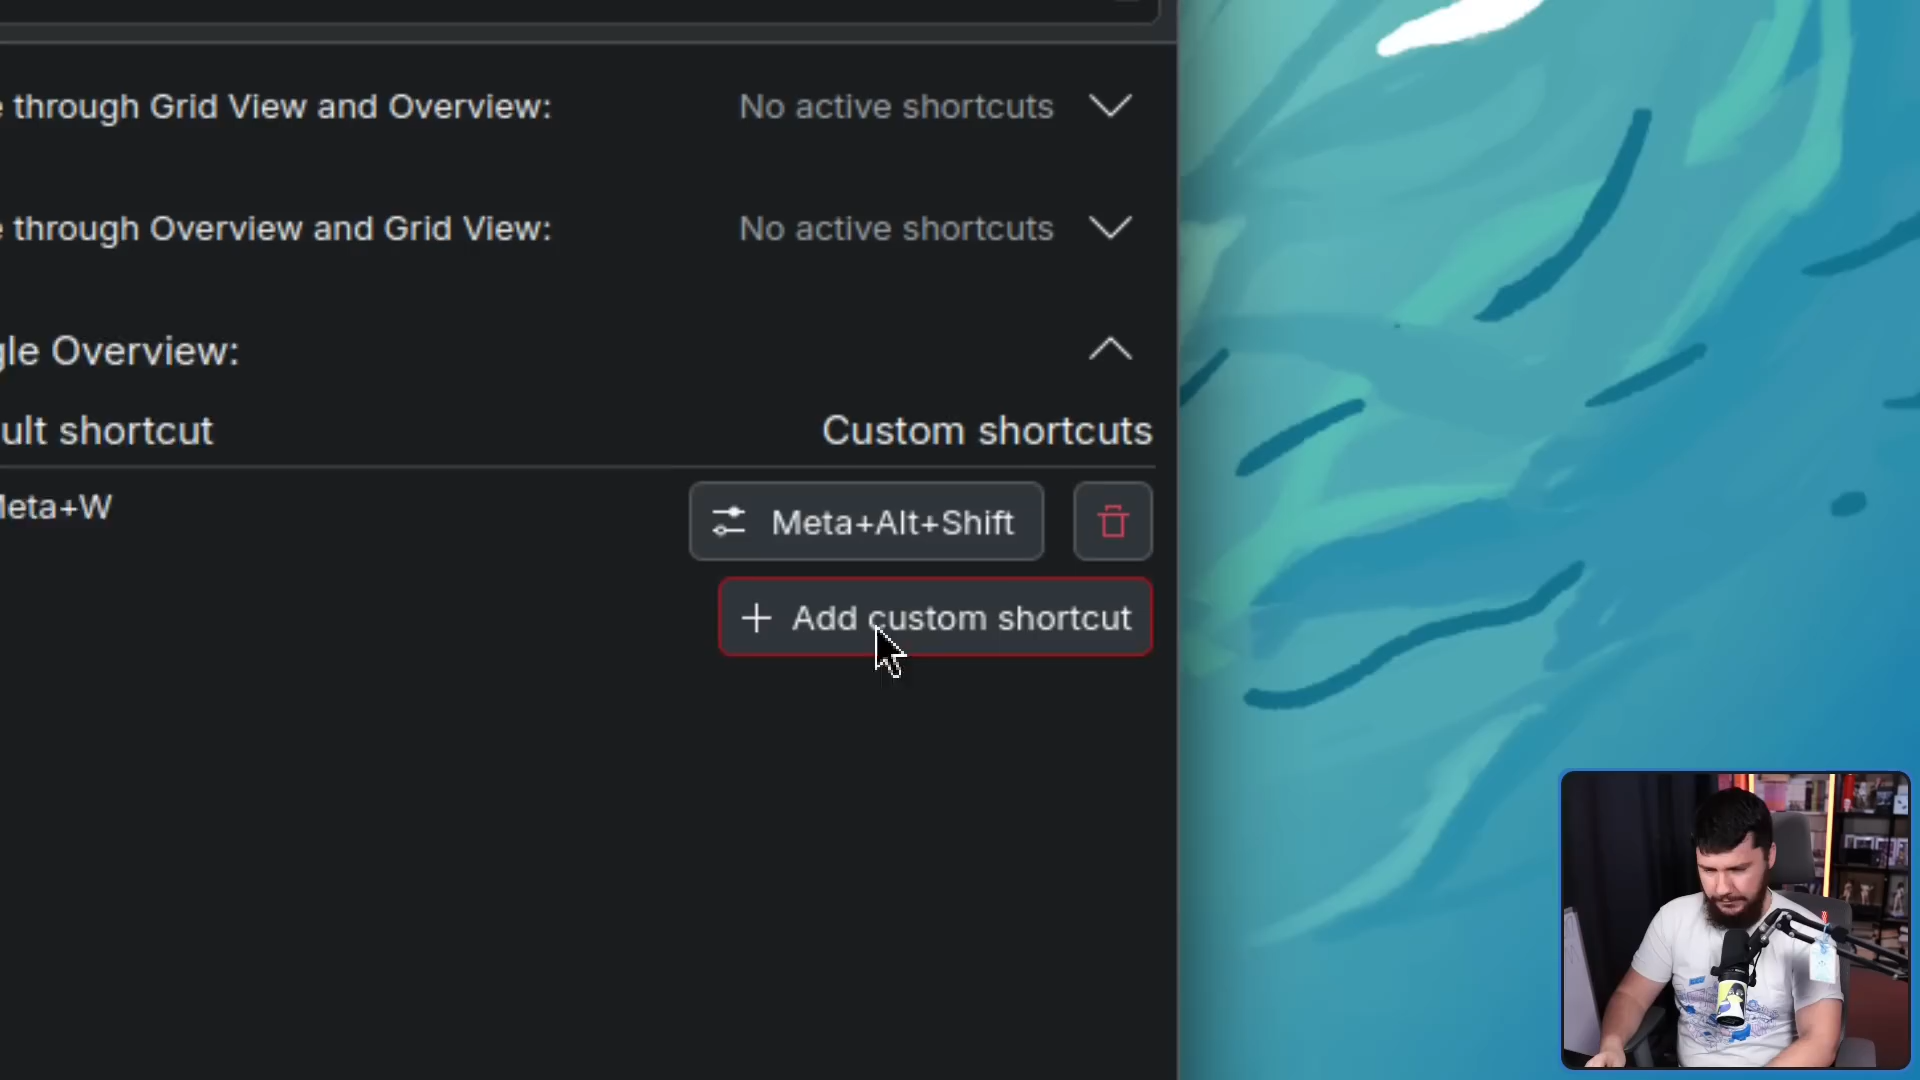 through Grid View and Overview: No active shortcuts
through Overview and Grid View: No active shortcuts
gle Overview:
ult shortcut Custom shortcuts
Meta+W Meta+Alt+Shift
Add custom shortcut